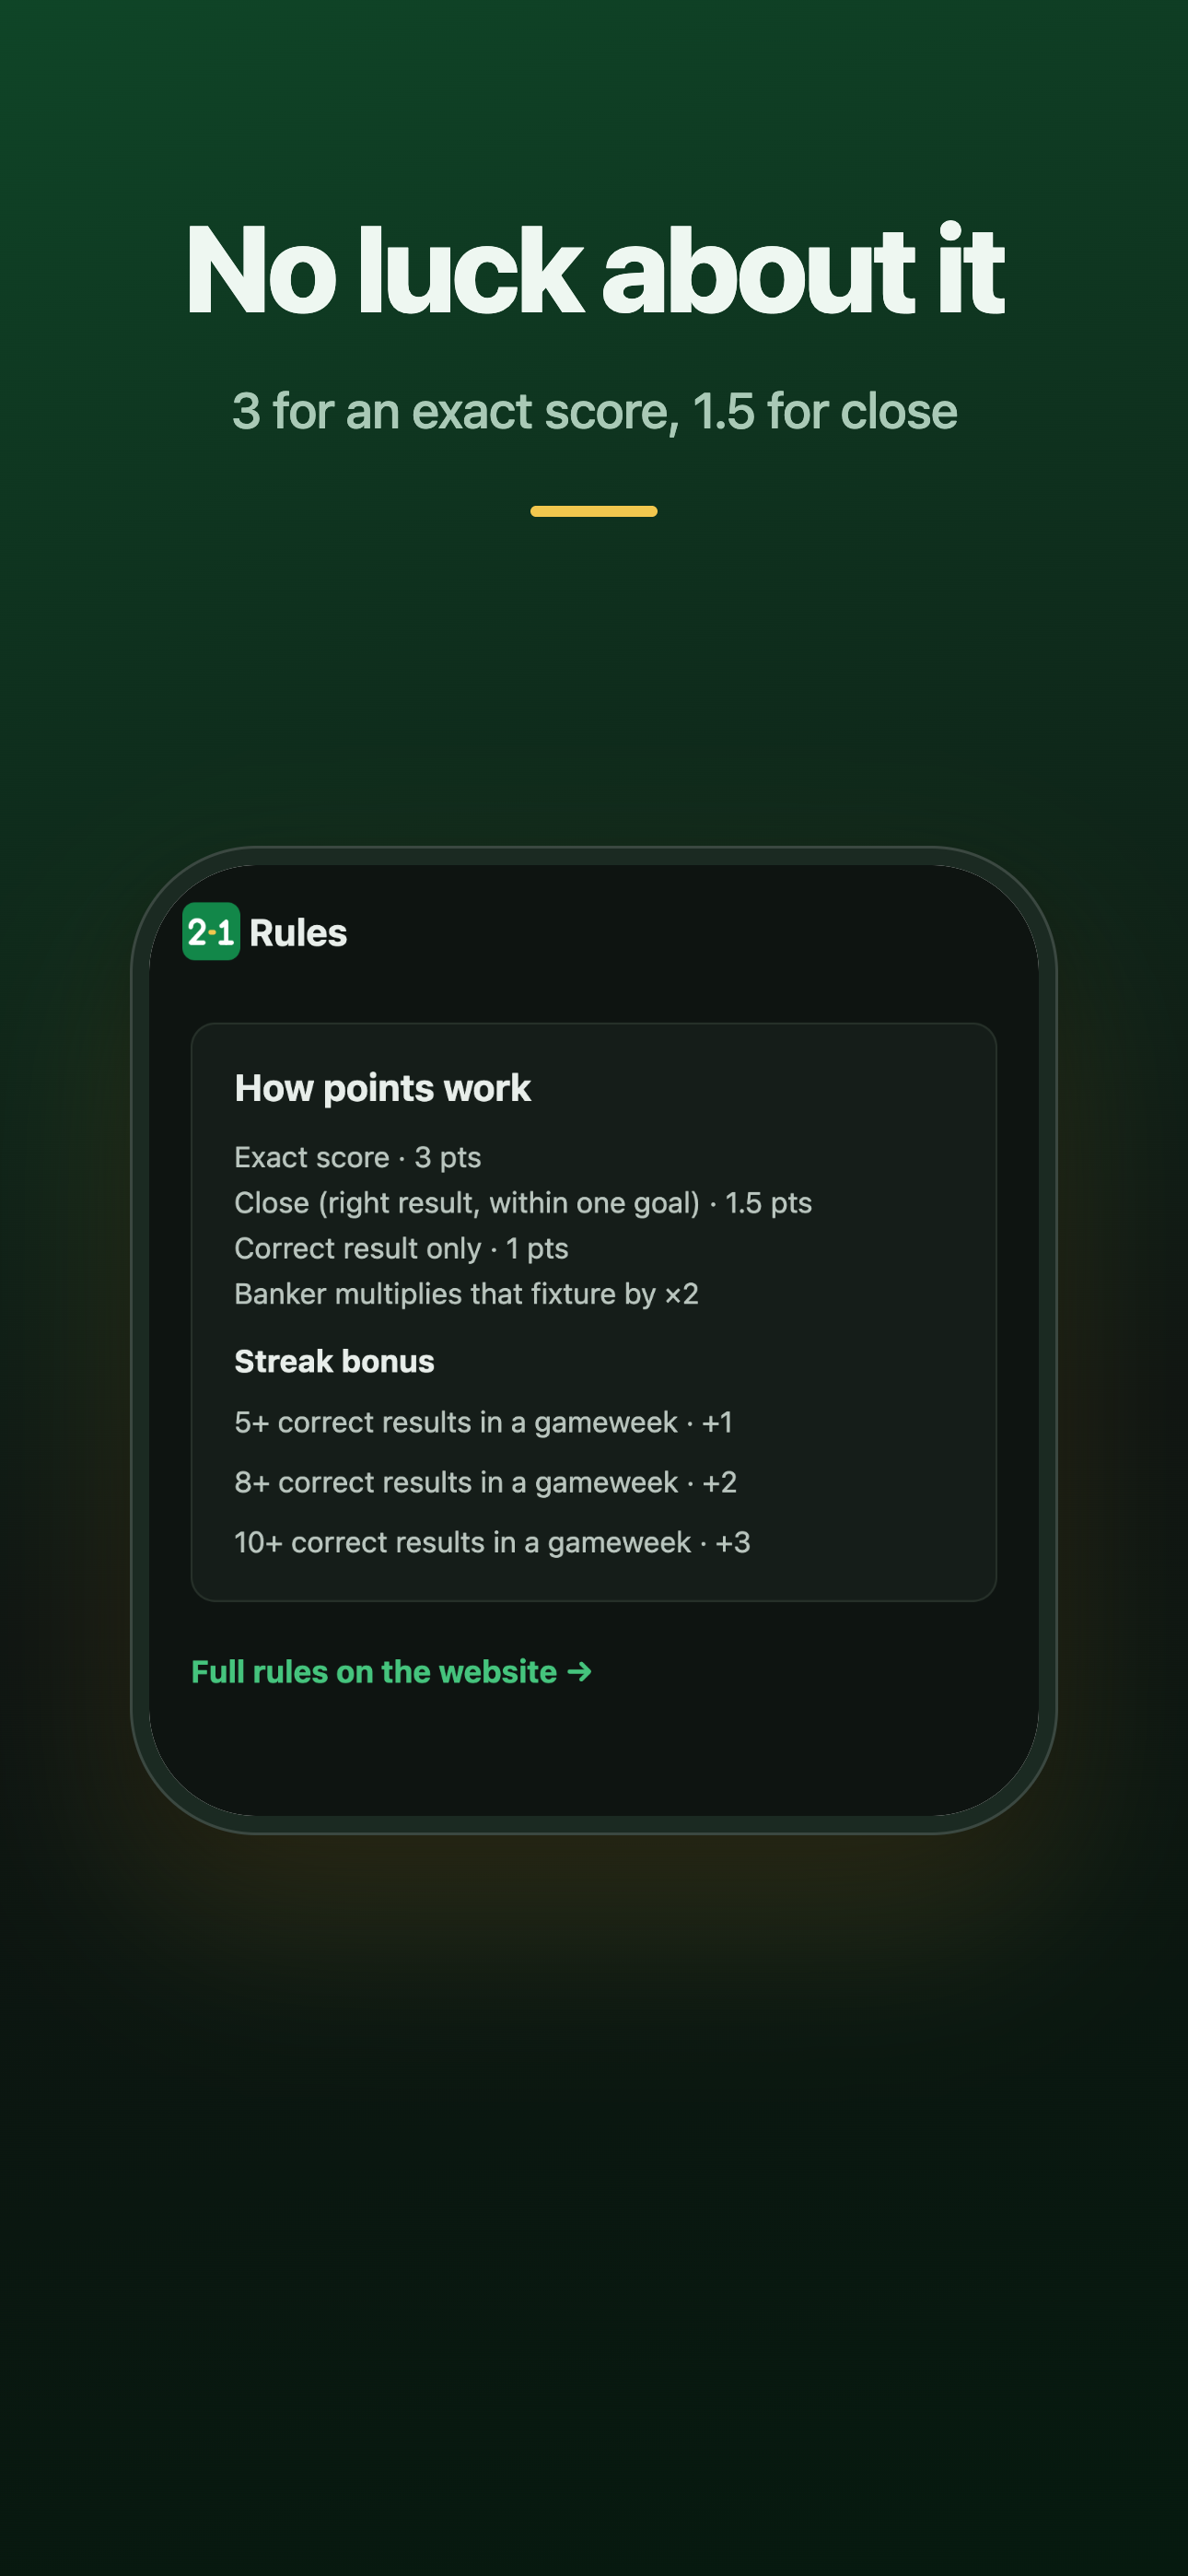 No luck about it
3 for an exact score, 1.5 for close
2-1 Rules
How points work
Exact score · 3 pts
Close (right result, within one goal) · 1.5 pts
Correct result only · 1 pts
Banker multiplies that fixture by ×2
Streak bonus
5+ correct results in a gameweek · +1
8+ correct results in a gameweek · +2
10+ correct results in a gameweek · +3
Full rules on the website →